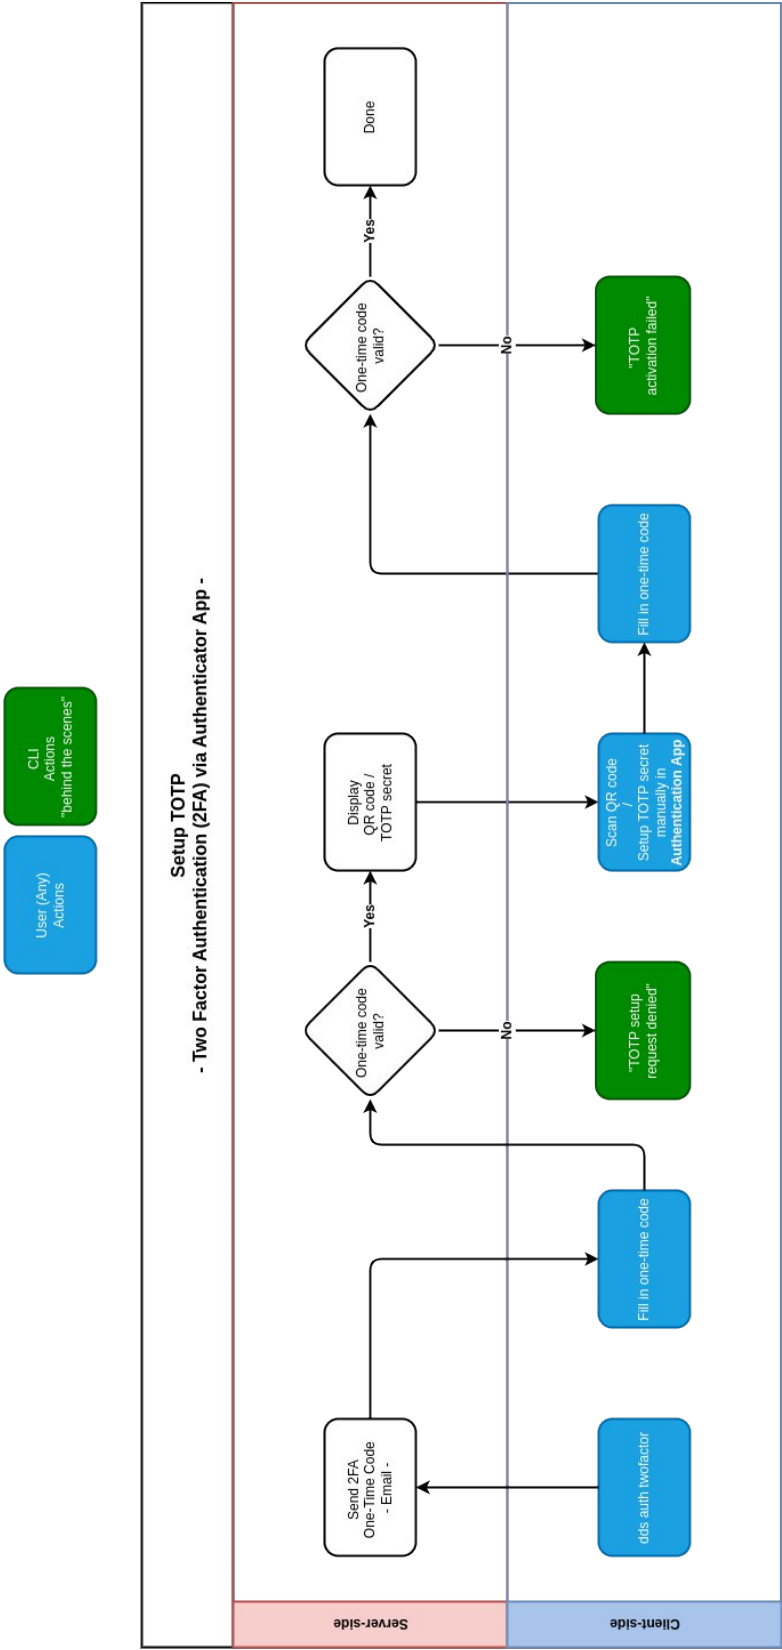 User (Any)
Actions
CLI
Actions
"behind the scenes"
Setup TOTP
- Two Factor Authentication (2FA) via Authenticator App -
Server-side
Send 2FA
One-Time Code
- Email -
One-time code
valid?
Yes
No
Display
QR code /
TOTP secret
One-time code
valid?
Yes
No
Done
Client-side
dds auth twofactor
Fill in one-time code
"TOTP setup
request denied"
Scan QR code
/
Setup TOTP secret
manually in
Authentication App
Fill in one-time code
"TOTP
activation failed"